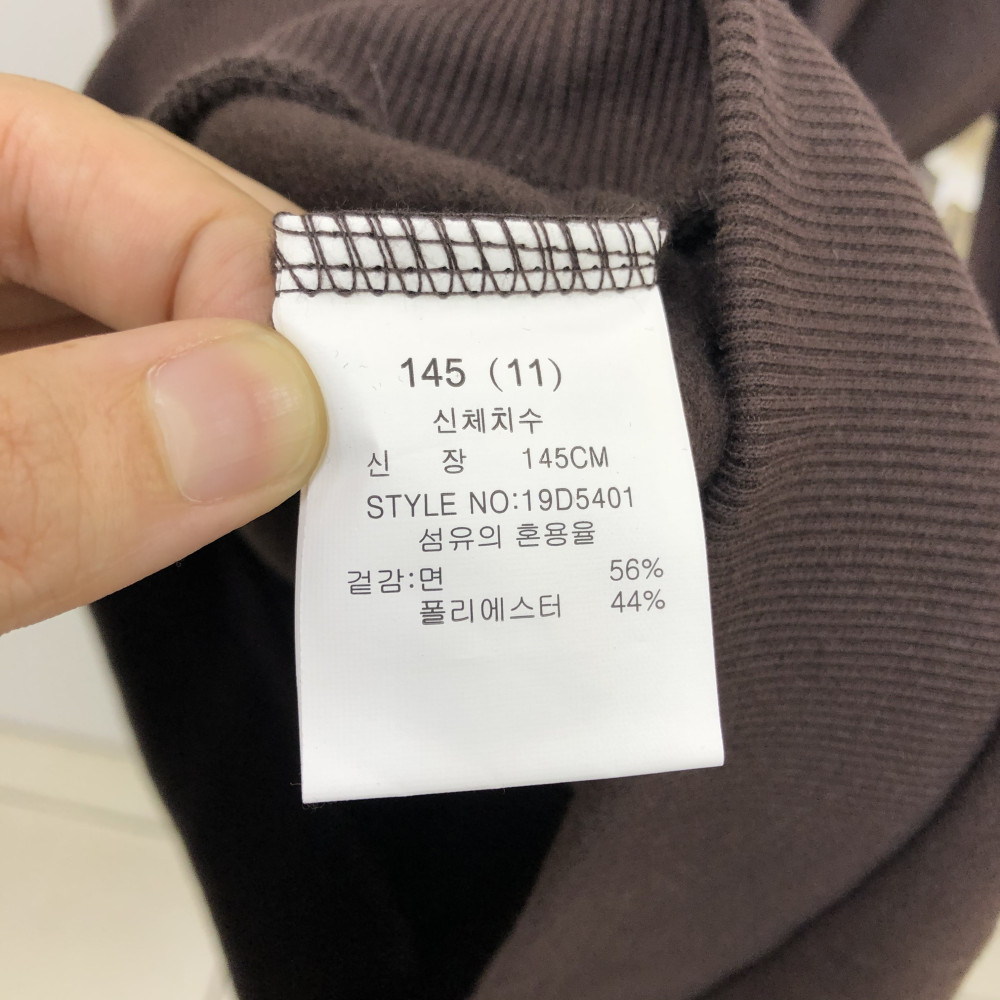 145 (11)
신체치수
신 장 145CM
STYLE NO:19D5401
섬유의 혼용율
겉감:면 56%
폴리에스터 44%